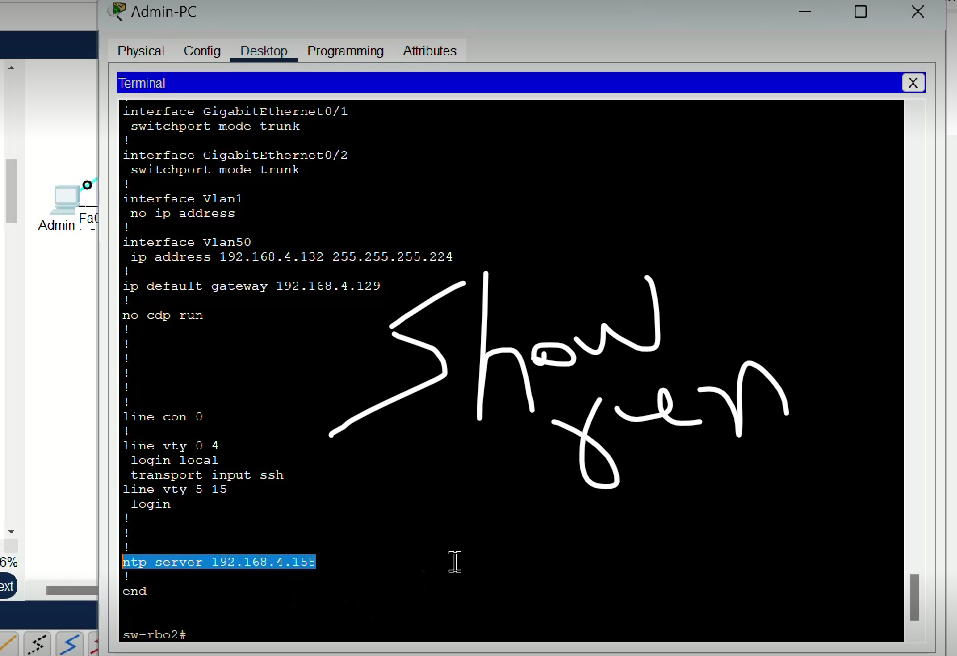 Admin-PC
Physical Config Desktop Programming Attributes
Terminal
X
interface GigabitEthernet0/1
switchport mode trunk
!
interface GigabitEthernet0/2
switchport mode trunk
!
interface Vlan1
no ip address
!
interface Vlan50
ip address 192.168.4.132 255.255.255.224
!
ip default gateway 192.168.4.129
!
no cdp run
!
!
!
!
!
!
line con 0
!
line vty 0 4
login local
transport input ssh
line vty 5 15
login
!
!
!
ntp server 192.168.4.155
!
end
sw-rbo2#
Show
Admin
Fa0
6%
ext